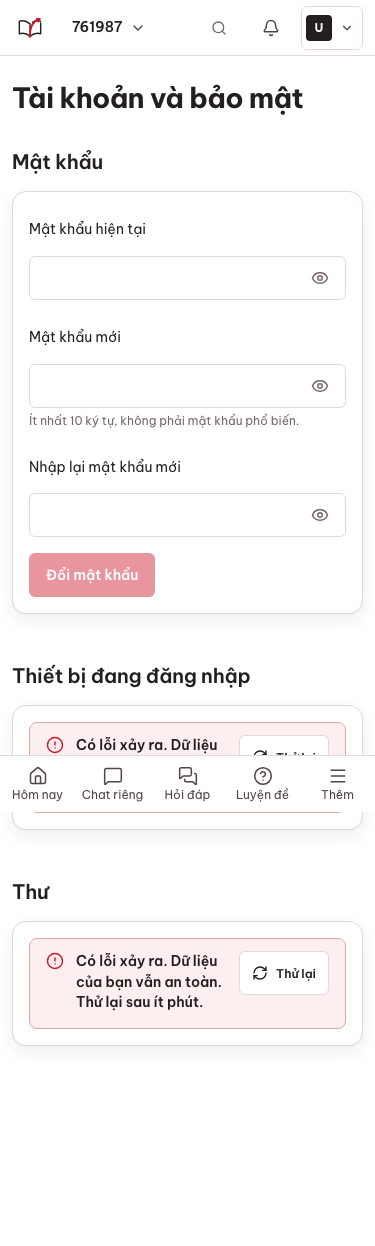 761987
U
Tài khoản và bảo mật
Mật khẩu
Mật khẩu hiện tại
Mật khẩu mới
Ít nhất 10 ký tự, không phải mật khẩu phổ biến.
Nhập lại mật khẩu mới
Đổi mật khẩu
Thiết bị đang đăng nhập
Có lỗi xảy ra. Dữ liệu
Hôm nay
Chat riêng
Hỏi đáp
Luyện đề
Thêm
Thư
Có lỗi xảy ra. Dữ liệu
của bạn vẫn an toàn.
Thử lại sau ít phút.
Thử lại